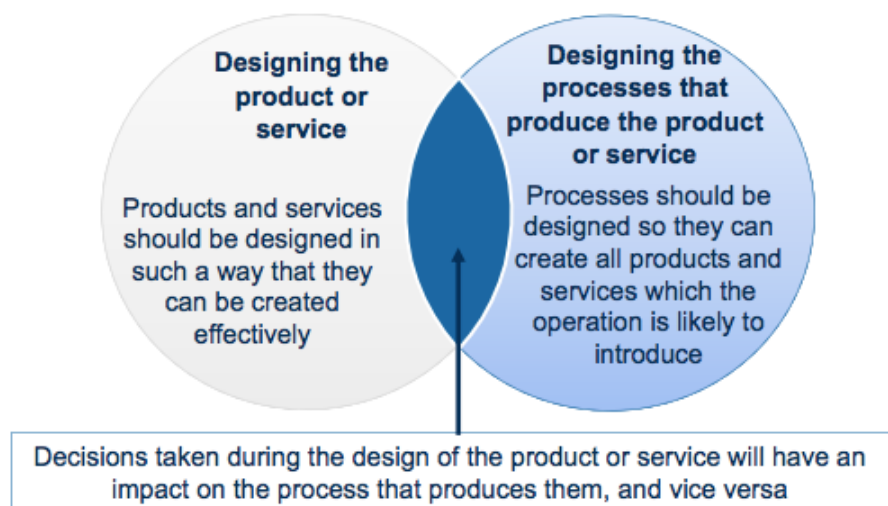 Designing the
product or
service
Products and services
should be designed in
such a way that they
can be created
effectively
Designing the
processes that
produce the product
or service
Processes should be
designed so they can
create all products and
services which the
operation is likely to
introduce
Decisions taken during the design of the product or service will have an
impact on the process that produces them, and vice versa